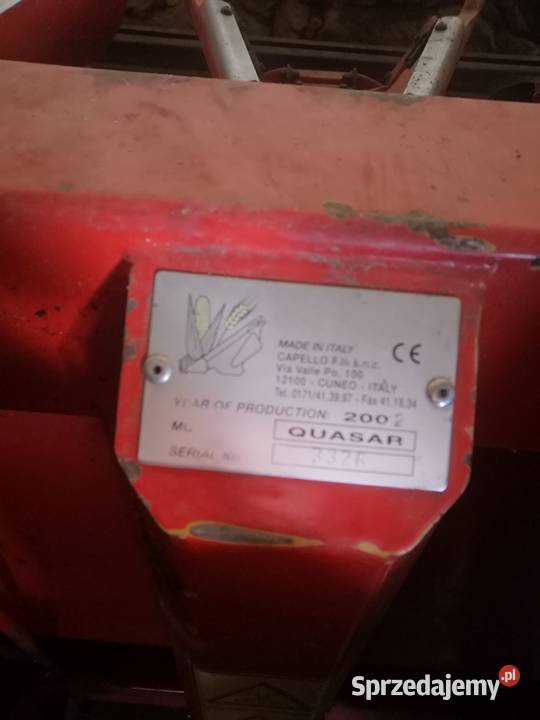 MADE IN ITALY
CAPELLO F.lli s.n.c.
Via Valle Po, 100
12100 - CUNEO - ITALY
Tel. 0171/41.39.97 - Fax 41.18.34
CE
YEAR OF PRODUCTION: 2002
QUASAR
SERIAL
Sprzedajemy.pl